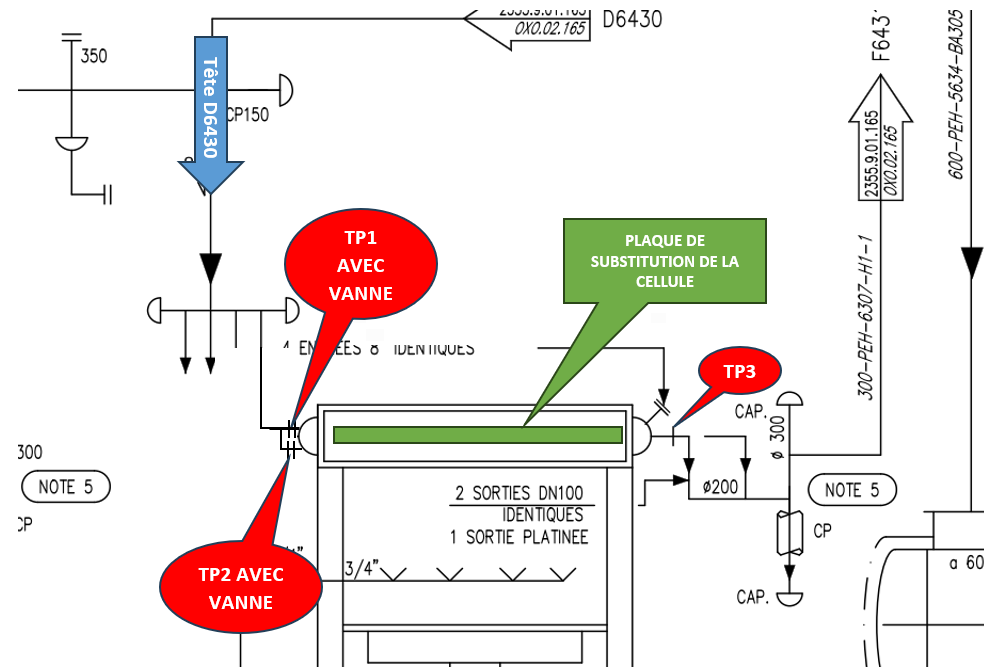 2355.9.01.165
0X0.02.165
D6430
350
Tête D6430
CP150
F643
2355.9.01.165
0X0.02.165
600-PEH-5634-BA305
300-PEH-6307-H1-1
TP1
AVEC
VANNE
PLAQUE DE
SUBSTITUTION DE LA
CELLULE
8" IDENTIQUES
TP3
CAP.
ø 300
300
NOTE 5
CP
2 SORTIES DN100
IDENTIQUES
1 SORTIE PLATINEE
ø200
NOTE 5
CP
3/4"
TP2 AVEC
VANNE
CAP.
a 60